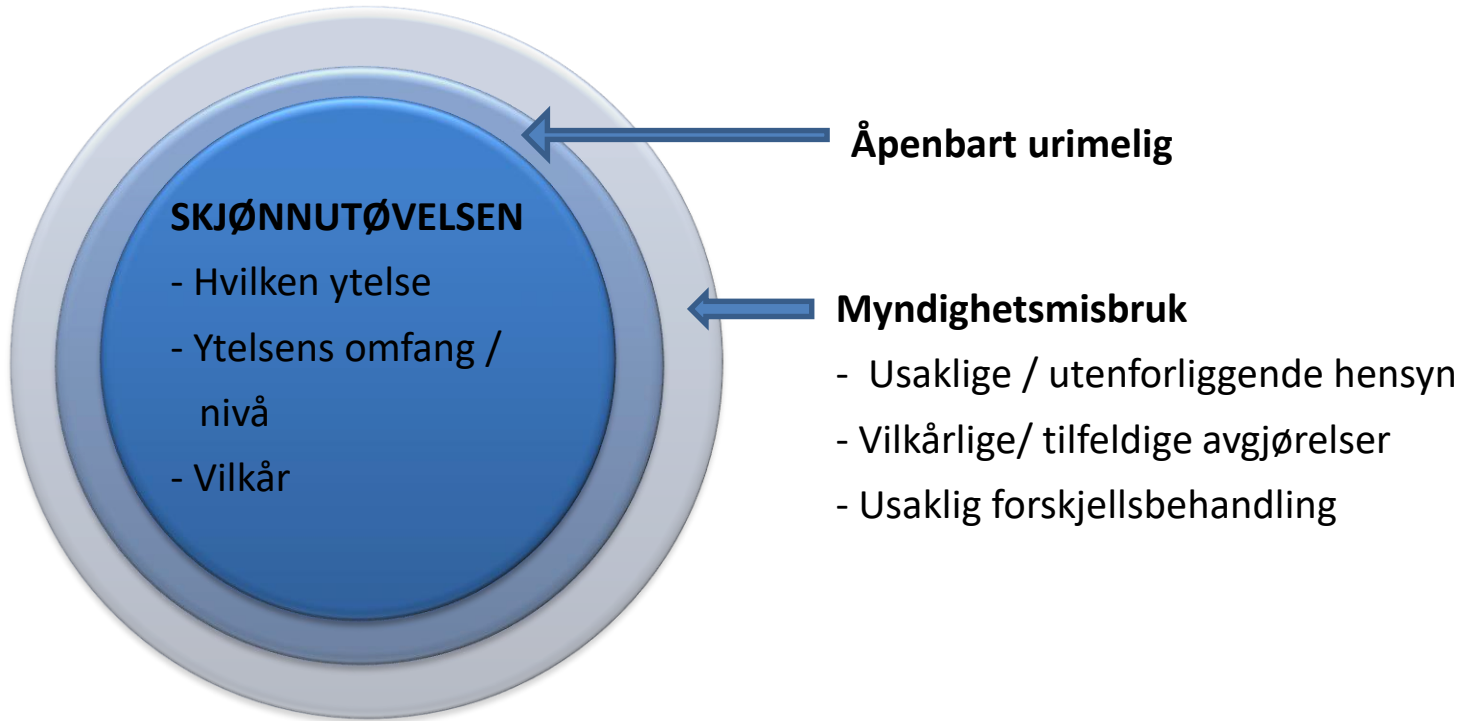 SKJØNNUTØVELSEN
- Hvilken ytelse
- Ytelsens omfang /
nivå
- Vilkår
Åpenbart urimelig
Myndighetsmisbruk
- Usaklige / utenforliggende hensyn
- Vilkårlige/ tilfeldige avgjørelser
- Usaklig forskjellsbehandling